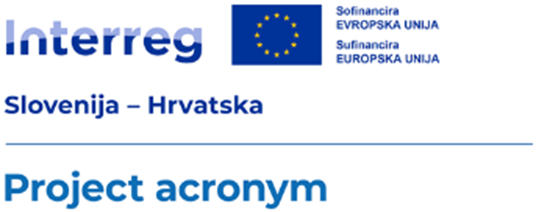 Interreg
Sofinancira
EVROPSKA UNIJA
Sufinancira
EUROPSKA UNIJA
Slovenija – Hrvatska
Project acronym